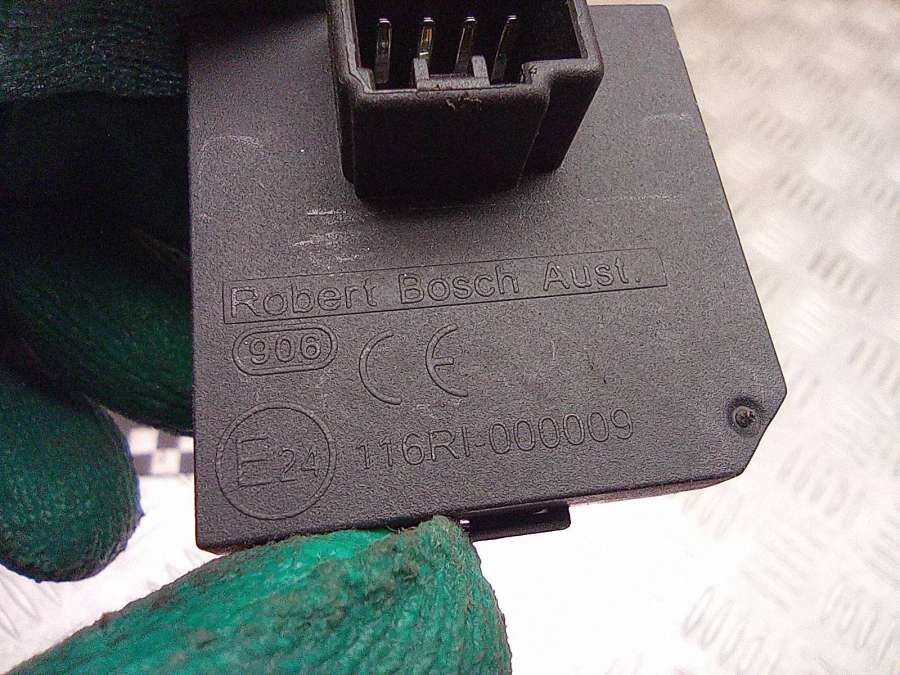 Robert Bosch Aust.
906 CE
E24 116RI-000009